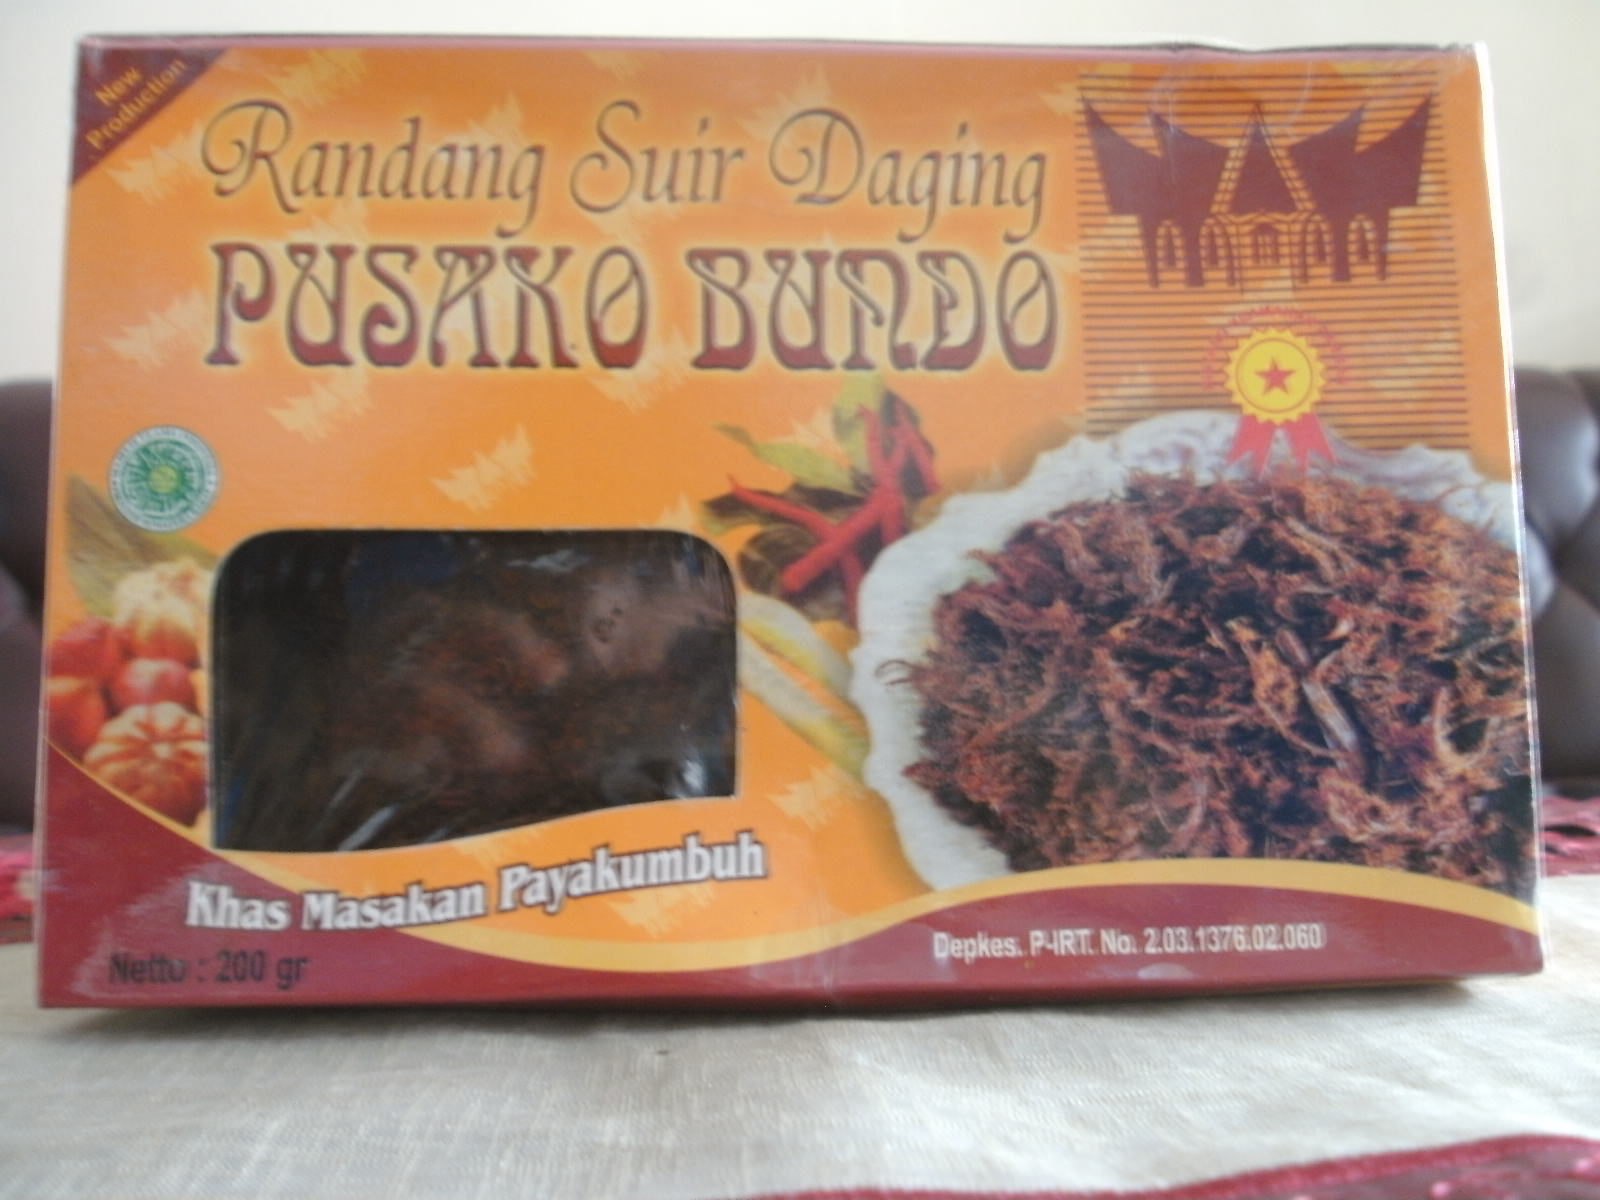 New
Production
Randang Suir Daging
PUSAKO BUNDO
Khas Masakan Payakumbuh
Netto : 200 gr
Depkes. P-IRT. No. 2.03.1376.02.060